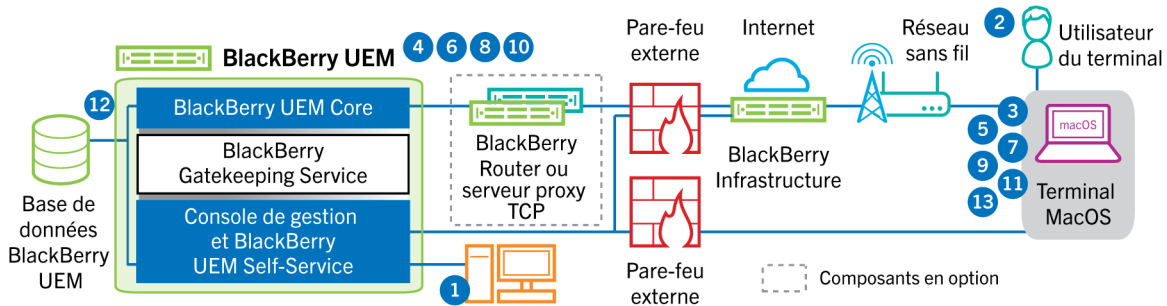 BlackBerry UEM
4
6
8
10
12
BlackBerry UEM Core
BlackBerry
Gatekeeping Service
Console de gestion
et BlackBerry
UEM Self-Service
Base de
données
BlackBerry
UEM
1
BlackBerry
Router ou
serveur proxy
TCP
Pare-feu
externe
Pare-feu
externe
Internet
BlackBerry
Infrastructure
Réseau
sans fil
2
Utilisateur
du terminal
3
5
7
9
11
13
macOS
Terminal
MacOS
Composants en option